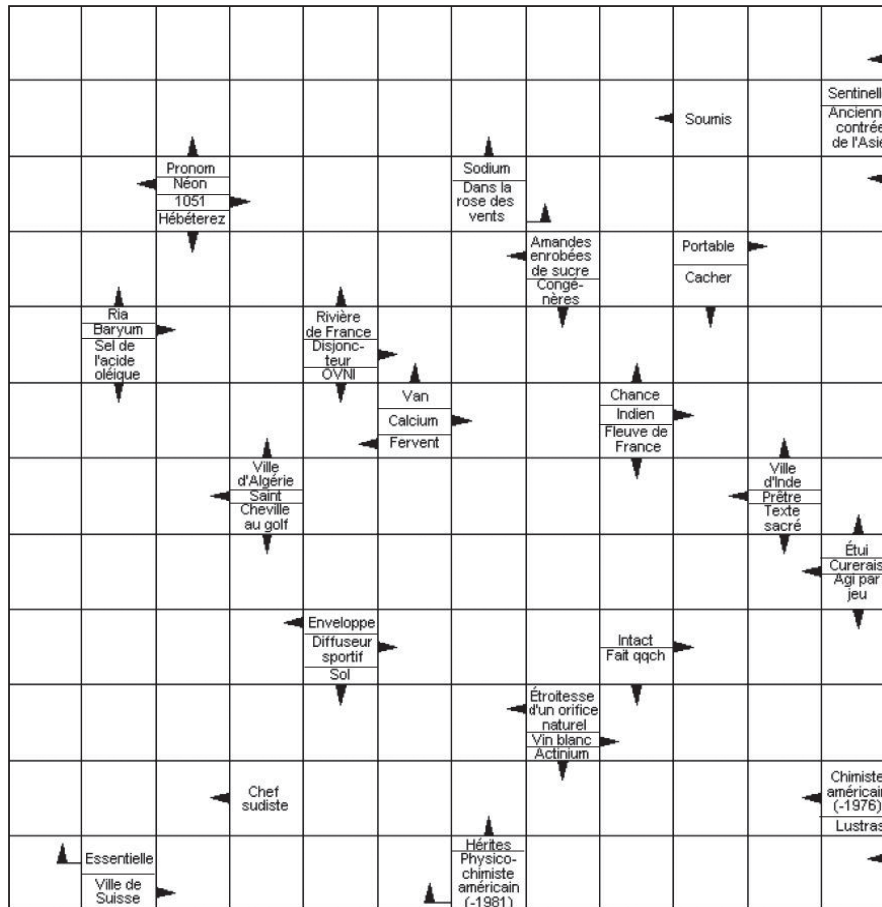 Soumis
Sentinell
Ancienn
contrée
de l'Asie
Pronom
Néon
1051
Hébéterez
Sodium
Dans la
rose des
vents
Amandes
enrobées
de sucre
Congé-
nères
Portable
Cacher
Ria
Baryum
Sel de
l'acide
oléique
Rivière
de France
Disjonc-
teur
OVNI
Van
Calcium
Fervent
Chance
Indien
Fleuve de
France
Ville
d'Algérie
Saint
Cheville
au golf
Ville
d'Inde
Prêtre
Texte
sacré
Étui
Curerais
Agi par
jeu
Enveloppe
Diffuseur
sportif
Sol
Intact
Fait qqch
Étroitesse
d'un orifice
naturel
Vin blanc
Actinium
Chef
sudiste
Chimiste
américain
(-1976)
Lustras
Essentielle
Ville de
Suisse
Hérites
Physico-
chimiste
américain
(-1981)